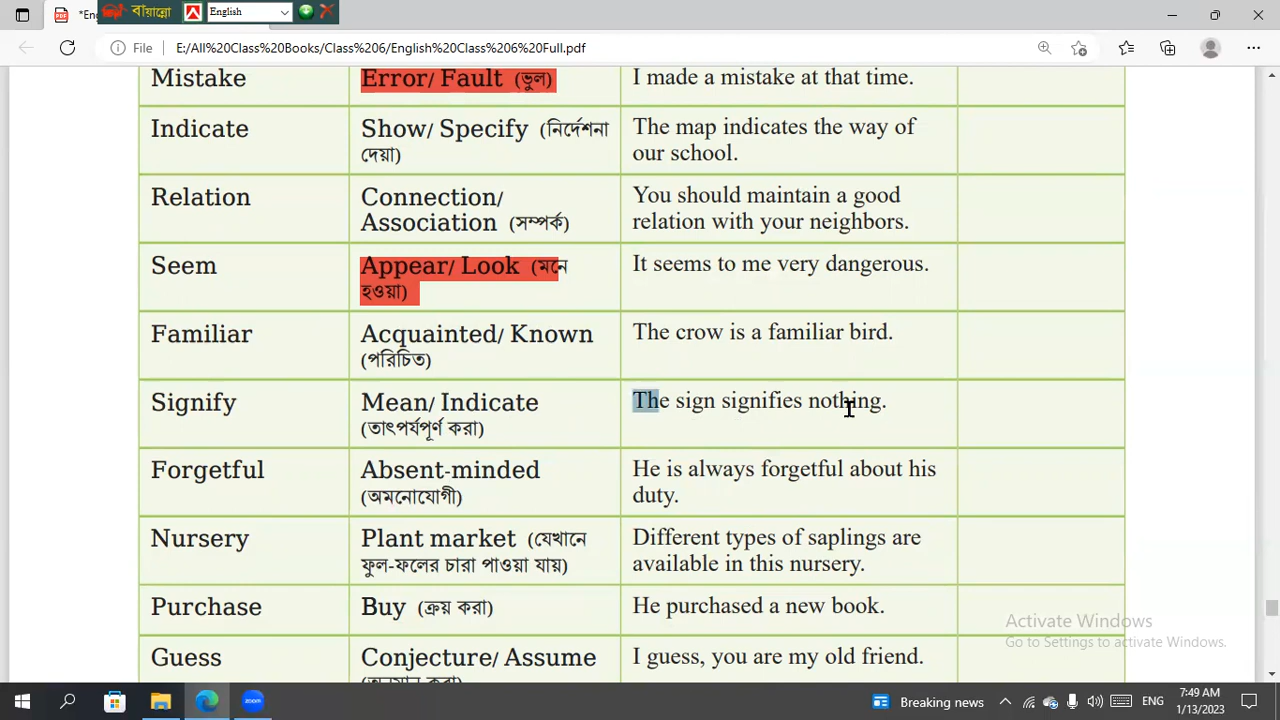 *En
বায়ান্নো
English
File
E:/All%20Class%20Books/Class%206/English%20Class%206%20Full.pdf
Mistake
Error/ Fault (ভুল)
I made a mistake at that time.
Indicate
Show/ Specify (নির্দেশনা
দেয়া)
The map indicates the way of
our school.
Relation
Connection/
Association (সম্পর্ক)
You should maintain a good
relation with your neighbors.
Seem
Appear/ Look (মনে
হওয়া)
It seems to me very dangerous.
Familiar
Acquainted/ Known
(পরিচিত)
The crow is a familiar bird.
Signify
Mean/ Indicate
(তাৎপর্যপূর্ণ করা)
The sign signifies nothing.
Forgetful
Absent-minded
(অমনোযোগী)
He is always forgetful about his
duty.
Nursery
Plant market (যেখানে
ফুল-ফলের চারা পাওয়া যায়)
Different types of saplings are
available in this nursery.
Purchase
Buy (ক্রয় করা)
He purchased a new book.
Guess
Conjecture/ Assume
I guess, you are my old friend.
Activate Windows
Go to Settings to activate Windows.
zoom
Breaking news
ENG
7:49 AM
1/13/2023